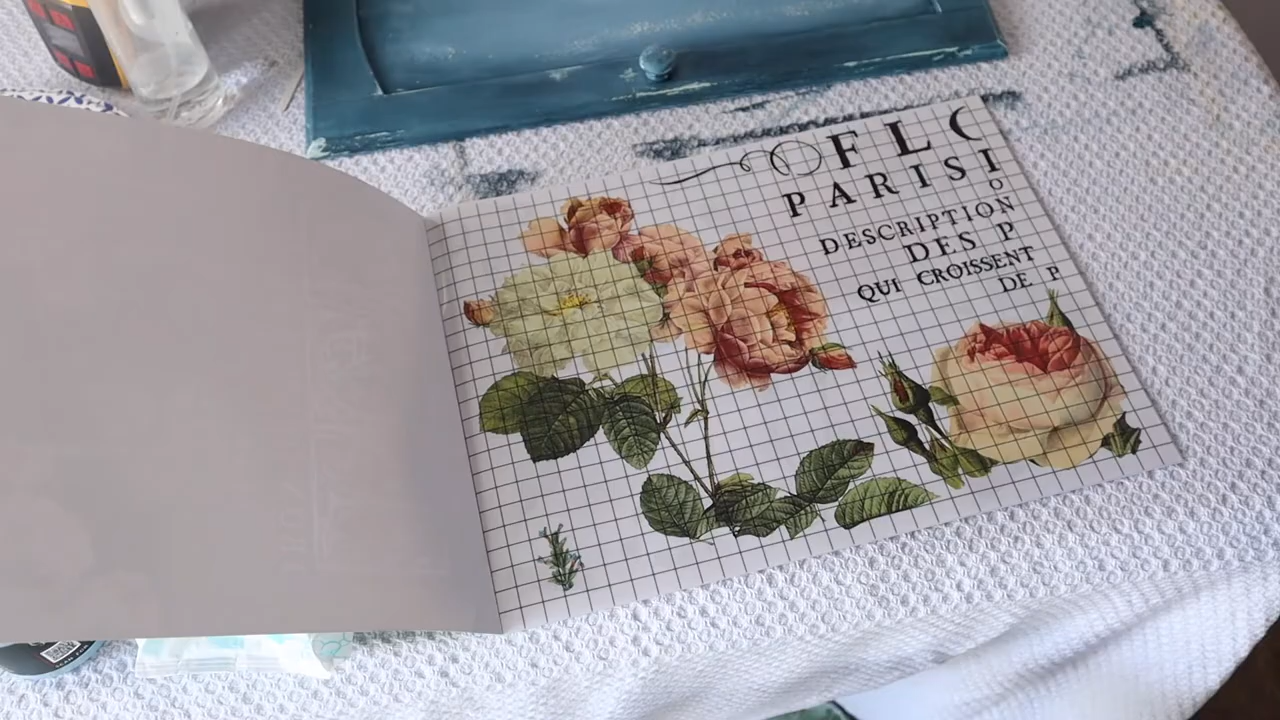 FLO
PARISI
O
DESCRIPTION
DES P
QUI CROISSENT
DE P